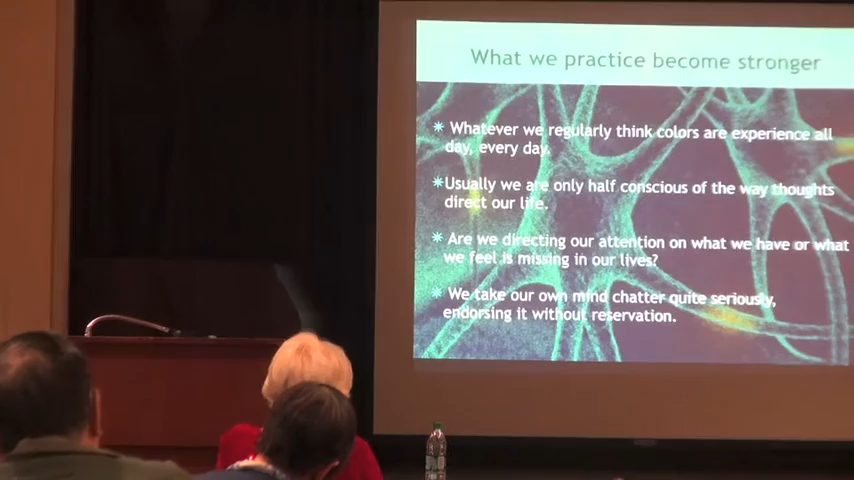 What we practice become stronger
Whatever we regularly think colors are experience all
day, every day.
Usually we are only half conscious of the way thoughts
direct our life.
Are we directing our attention on what we have or what
we feel is missing in our lives?
We take our own mind chatter quite seriously,
endorsing it without reservation.